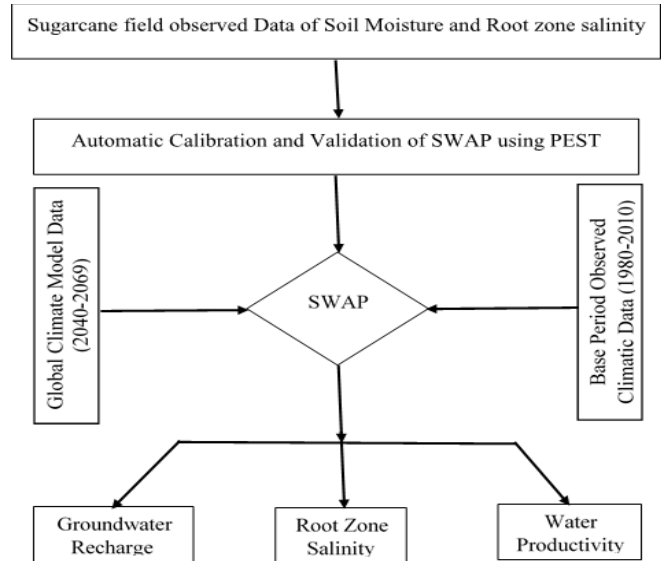 Sugarcane field observed Data of Soil Moisture and Root zone salinity
Automatic Calibration and Validation of SWAP using PEST
Global Climate Model Data
(2040-2069)
SWAP
Base Period Observed
Climatic Data (1980-2010)
Groundwater
Recharge
Root Zone
Salinity
Water
Productivity